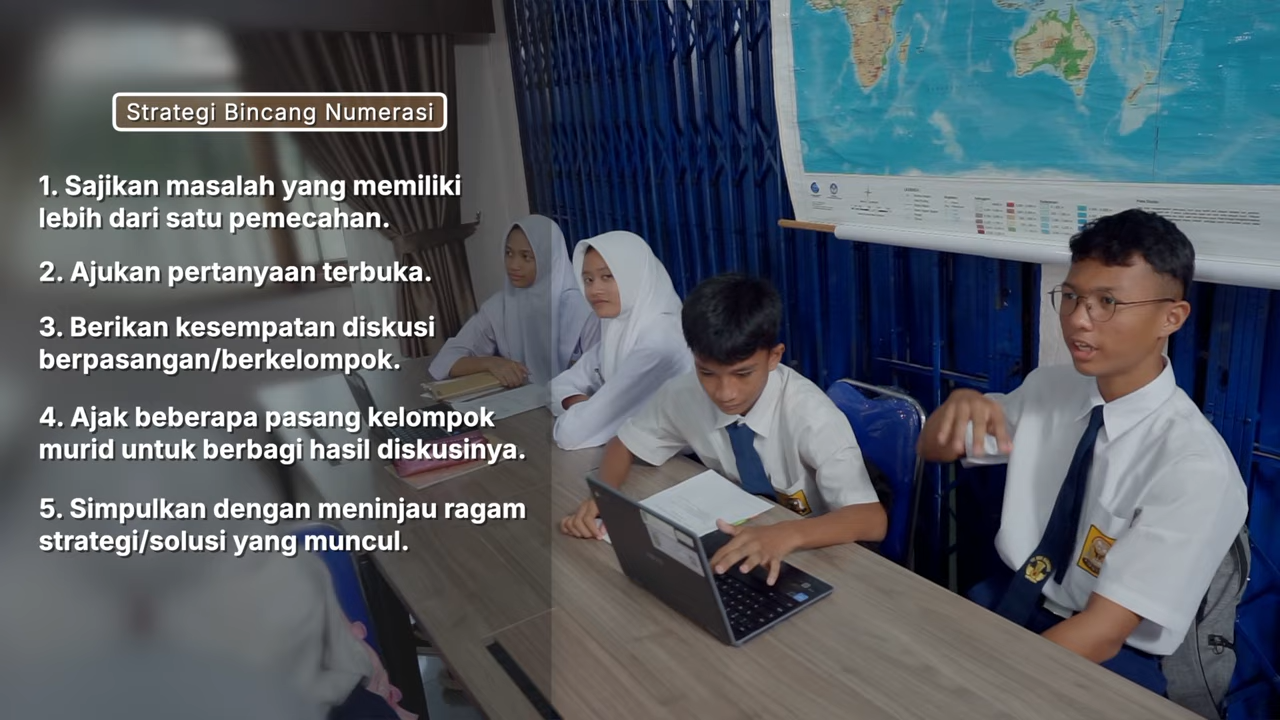 Strategi Bincang Numerasi
1. Sajikan masalah yang memiliki
lebih dari satu pemecahan.
2. Ajukan pertanyaan terbuka.
3. Berikan kesempatan diskusi
berpasangan/berkelompok.
4. Ajak beberapa pasang kelompok
murid untuk berbagi hasil diskusinya.
5. Simpulkan dengan meninjau ragam
strategi/solusi yang muncul.